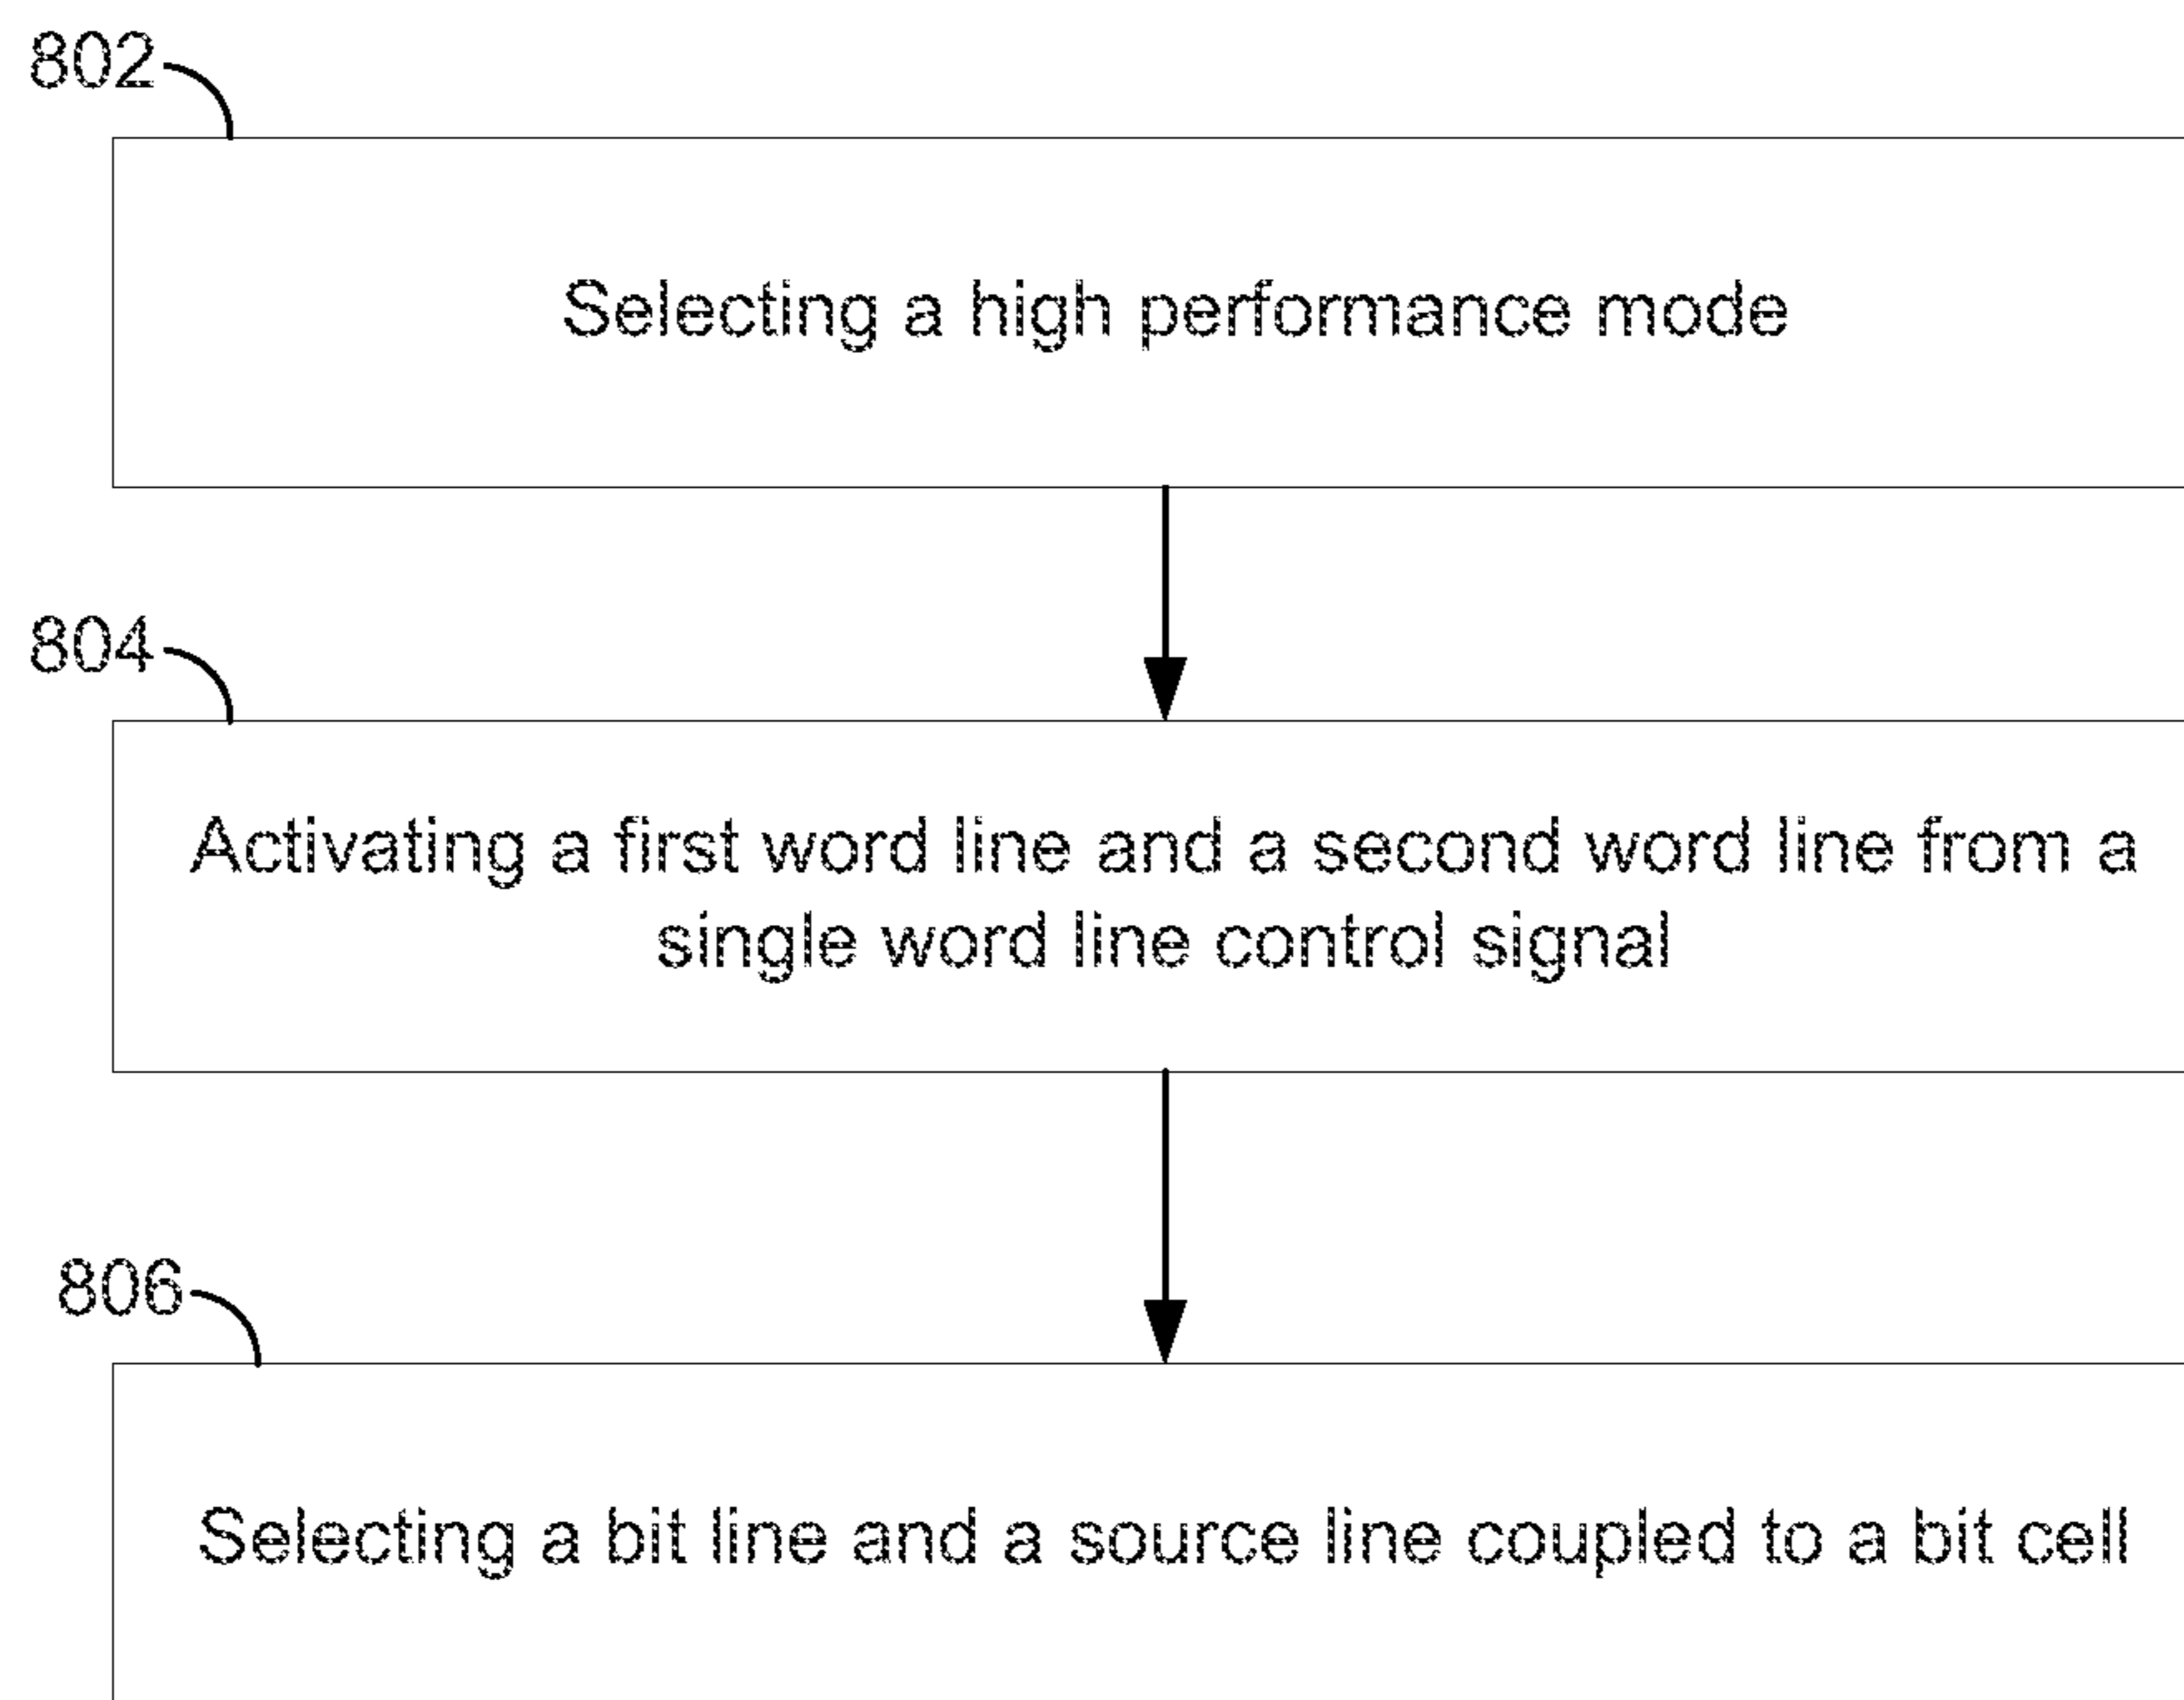 802
Selecting a high performance mode
804
Activating a first word line and a second word line from a
single word line control signal
806
Selecting a bit line and a source line coupled to a bit cell